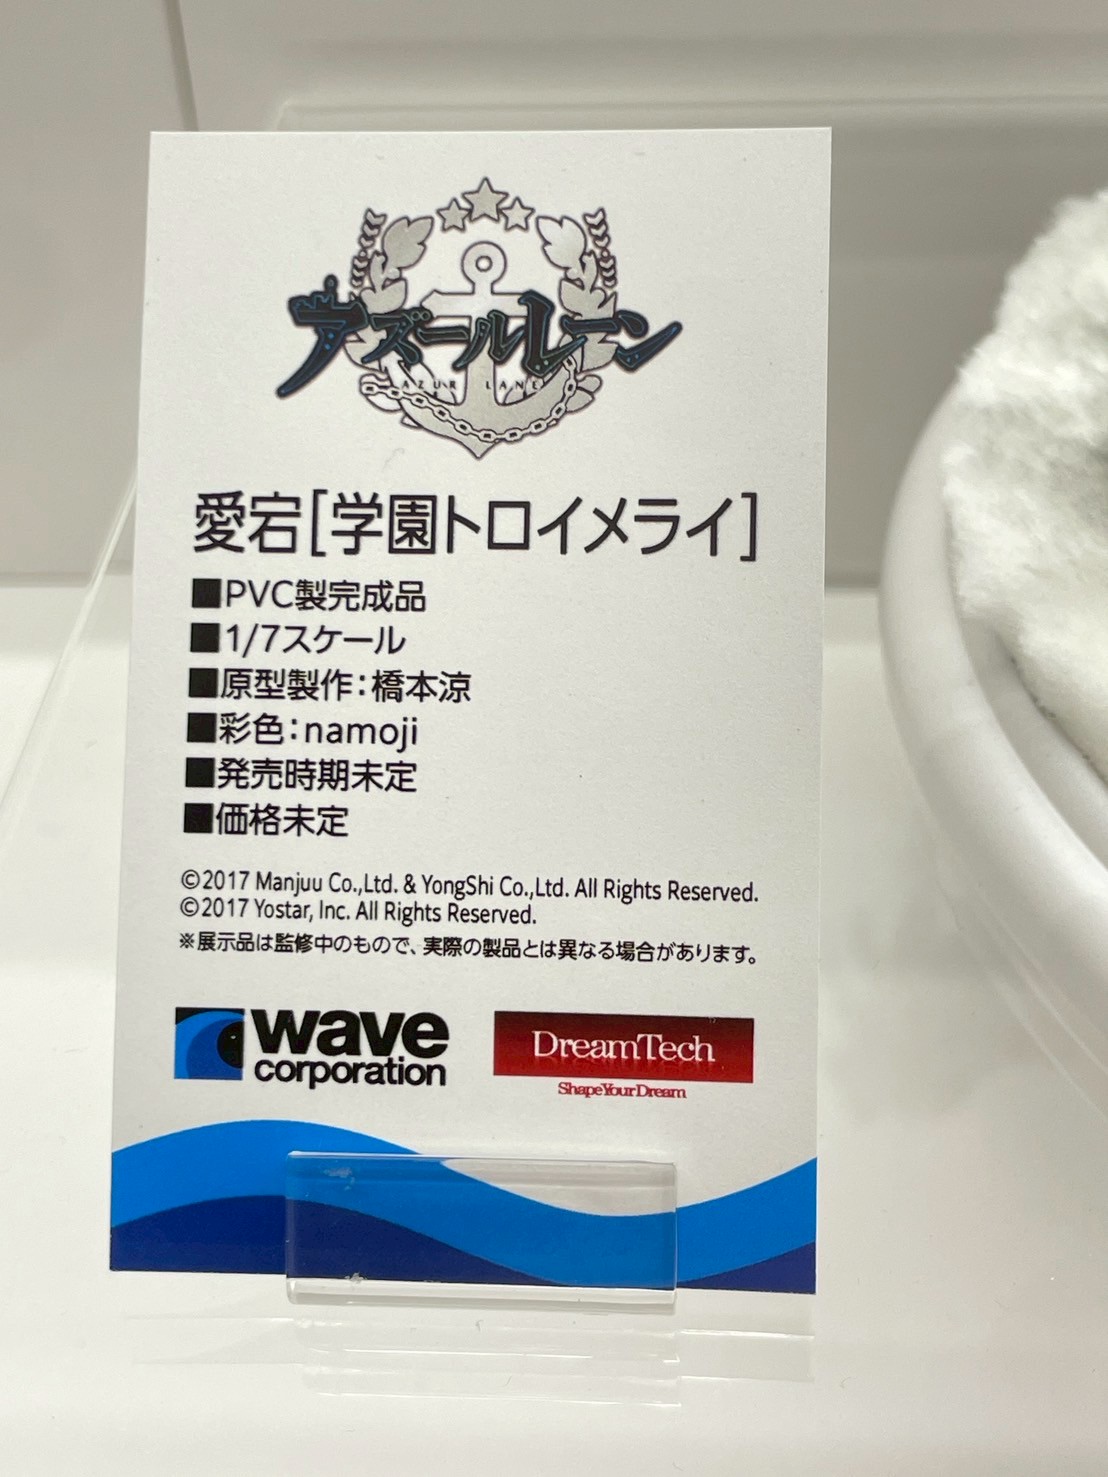 アズールレーン
AZUR LANE
愛宕[学園トロイメライ]
■PVC製完成品
■1/7スケール
■原型製作：橋本涼
■彩色：namoji
■発売時期未定
■価格未定
©2017 Manjuu Co.,Ltd. & YongShi Co.,Ltd. All Rights Reserved.
©2017 Yostar, Inc. All Rights Reserved.
※展示品は監修中のもので、実際の製品とは異なる場合があります。
wave
corporation
DreamTech
ShapeYourDream